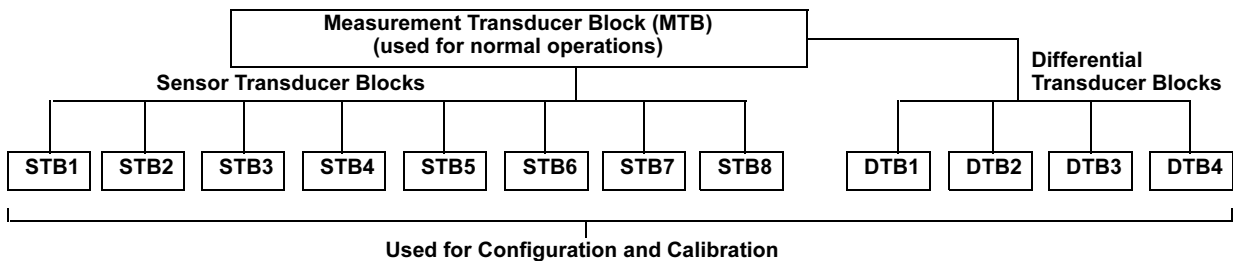 Measurement Transducer Block (MTB)
(used for normal operations)
Sensor Transducer Blocks
Differential
Transducer Blocks
STB1 STB2 STB3 STB4 STB5 STB6 STB7 STB8 DTB1 DTB2 DTB3 DTB4
Used for Configuration and Calibration